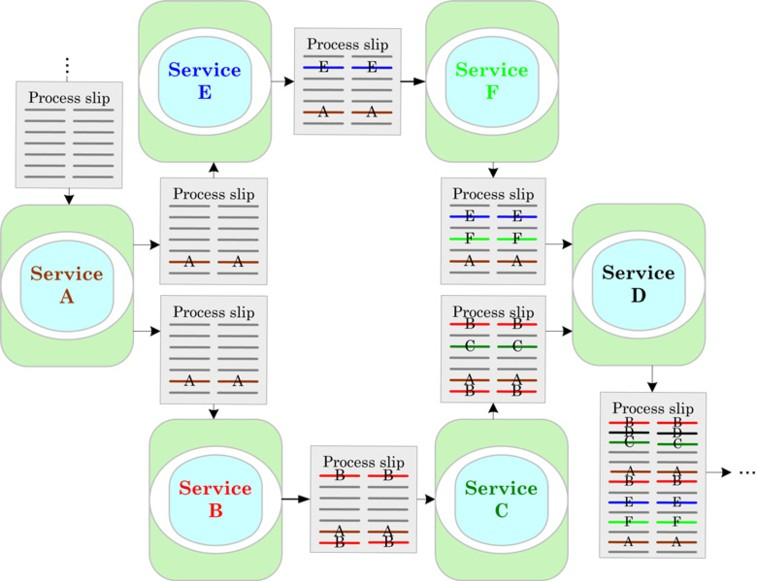 Service
E
Process slip
E E
A A
Service
F
⋮
Process slip
Process slip
A A
Process slip
E E
F F
A A
Service
A
Service
D
Process slip
A A
Process slip
B B
C C
A A
B B
Service
B
Process slip
B B
A A
B B
Service
C
Process slip
B B
D D
C C
A A
B B
E E
F F
A A
...